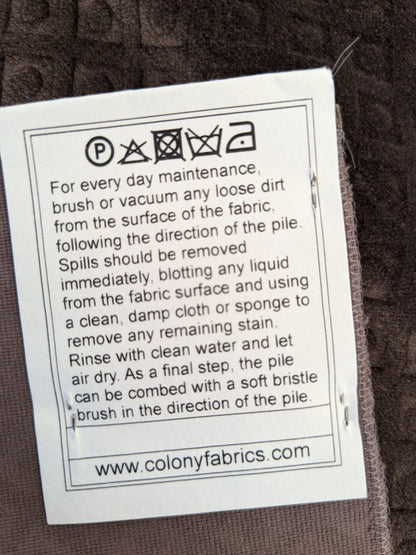 P
For every day maintenance,
brush or vacuum any loose dirt
from the surface of the fabric,
following the direction of the pile.
Spills should be removed
immediately, blotting any liquid
from the fabric surface and using
a clean, damp cloth or sponge to
remove any remaining stain.
Rinse with clean water and let
air dry. As a final step, the pile
can be combed with a soft bristle
brush in the direction of the pile.
www.colonyfabrics.com